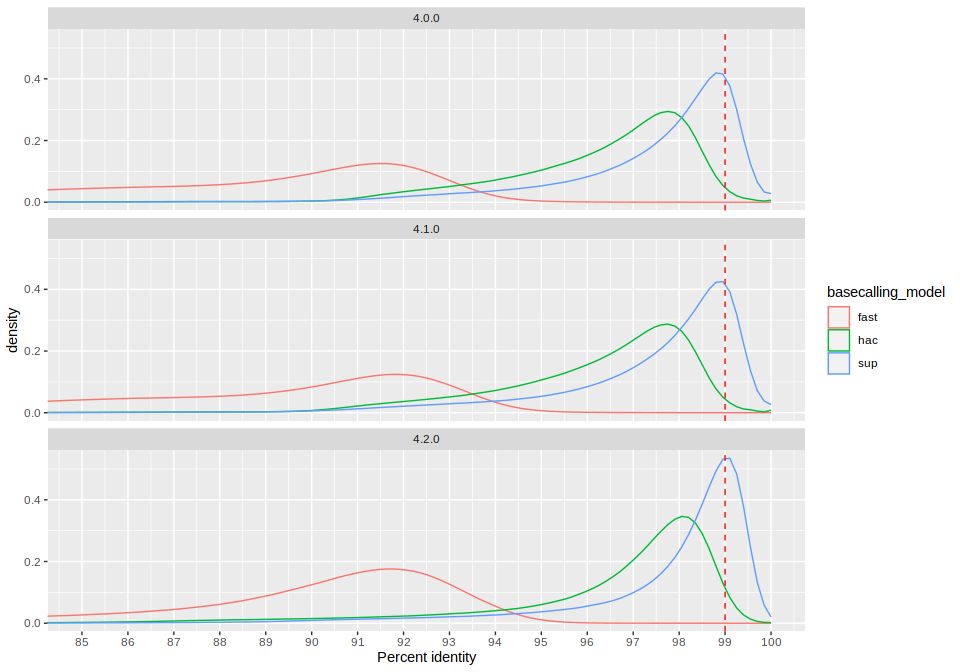 4.0.0
0.4
0.2
0.0
4.1.0
0.4
0.2
0.0
4.2.0
0.4
0.2
0.0
85 86 87 88 89 90 91 92 93 94 95 96 97 98 99 100
Percent identity
density
basecalling_model
fast
hac
sup